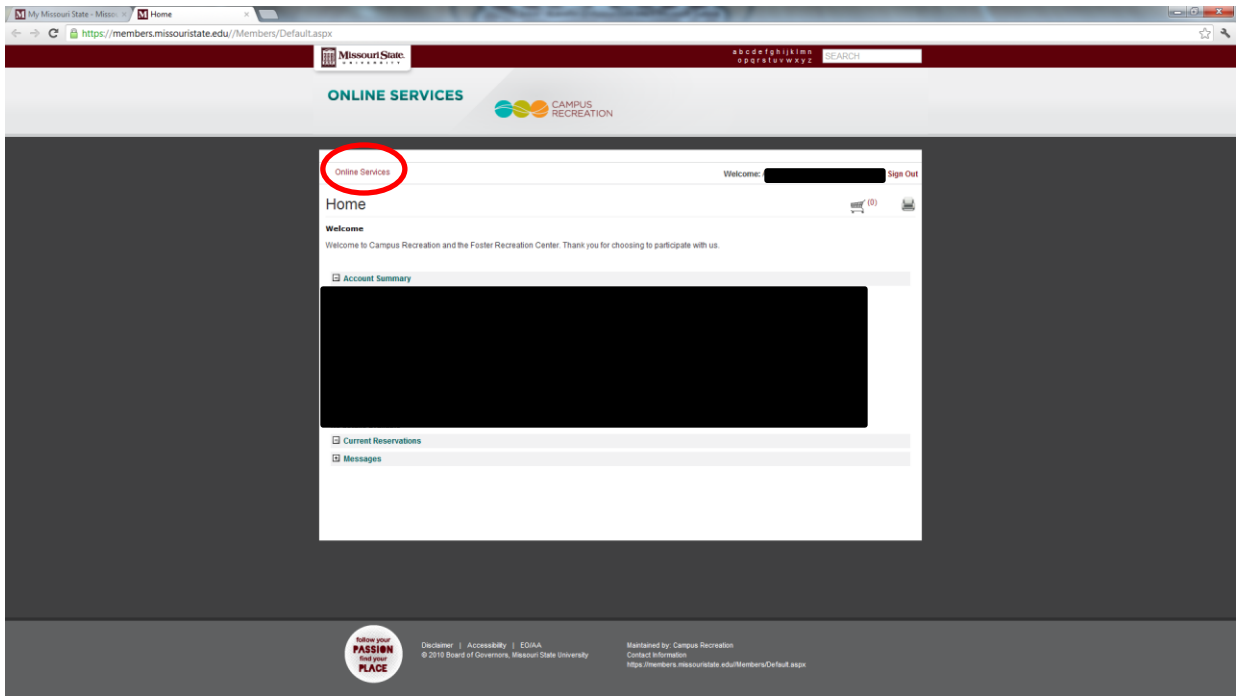 My Missouri State - Misso
Home
https://members.missouristate.edu//Members/Default.aspx
Missouri State
UNIVERSITY
a b c d e f g h i j k l m n
o p q r s t u v w x y z
SEARCH
ONLINE SERVICES
CAMPUS
RECREATION
Online Services
Welcome:
Sign Out
Home
(0)
Welcome
Welcome to Campus Recreation and the Foster Recreation Center. Thank you for choosing to participate with us.
Account Summary
Current Reservations
Messages
follow your
PASSION
find your
PLACE
Disclaimer | Accessibility | EO/AA
© 2010 Board of Governors, Missouri State University
Maintained by: Campus Recreation
Contact Information
https://members.missouristate.edu//Members/Default.aspx